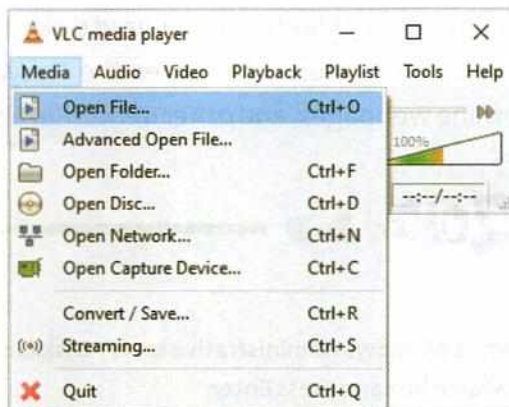 VLC media player
Media Audio Video Playback Playlist Tools Help
Open File... Ctrl+O
Advanced Open File...
100%
Open Folder... Ctrl+F
Open Disc... Ctrl+D
--:--/--:--
Open Network... Ctrl+N
Open Capture Device... Ctrl+C
Convert / Save... Ctrl+R
Streaming... Ctrl+S
Quit Ctrl+Q